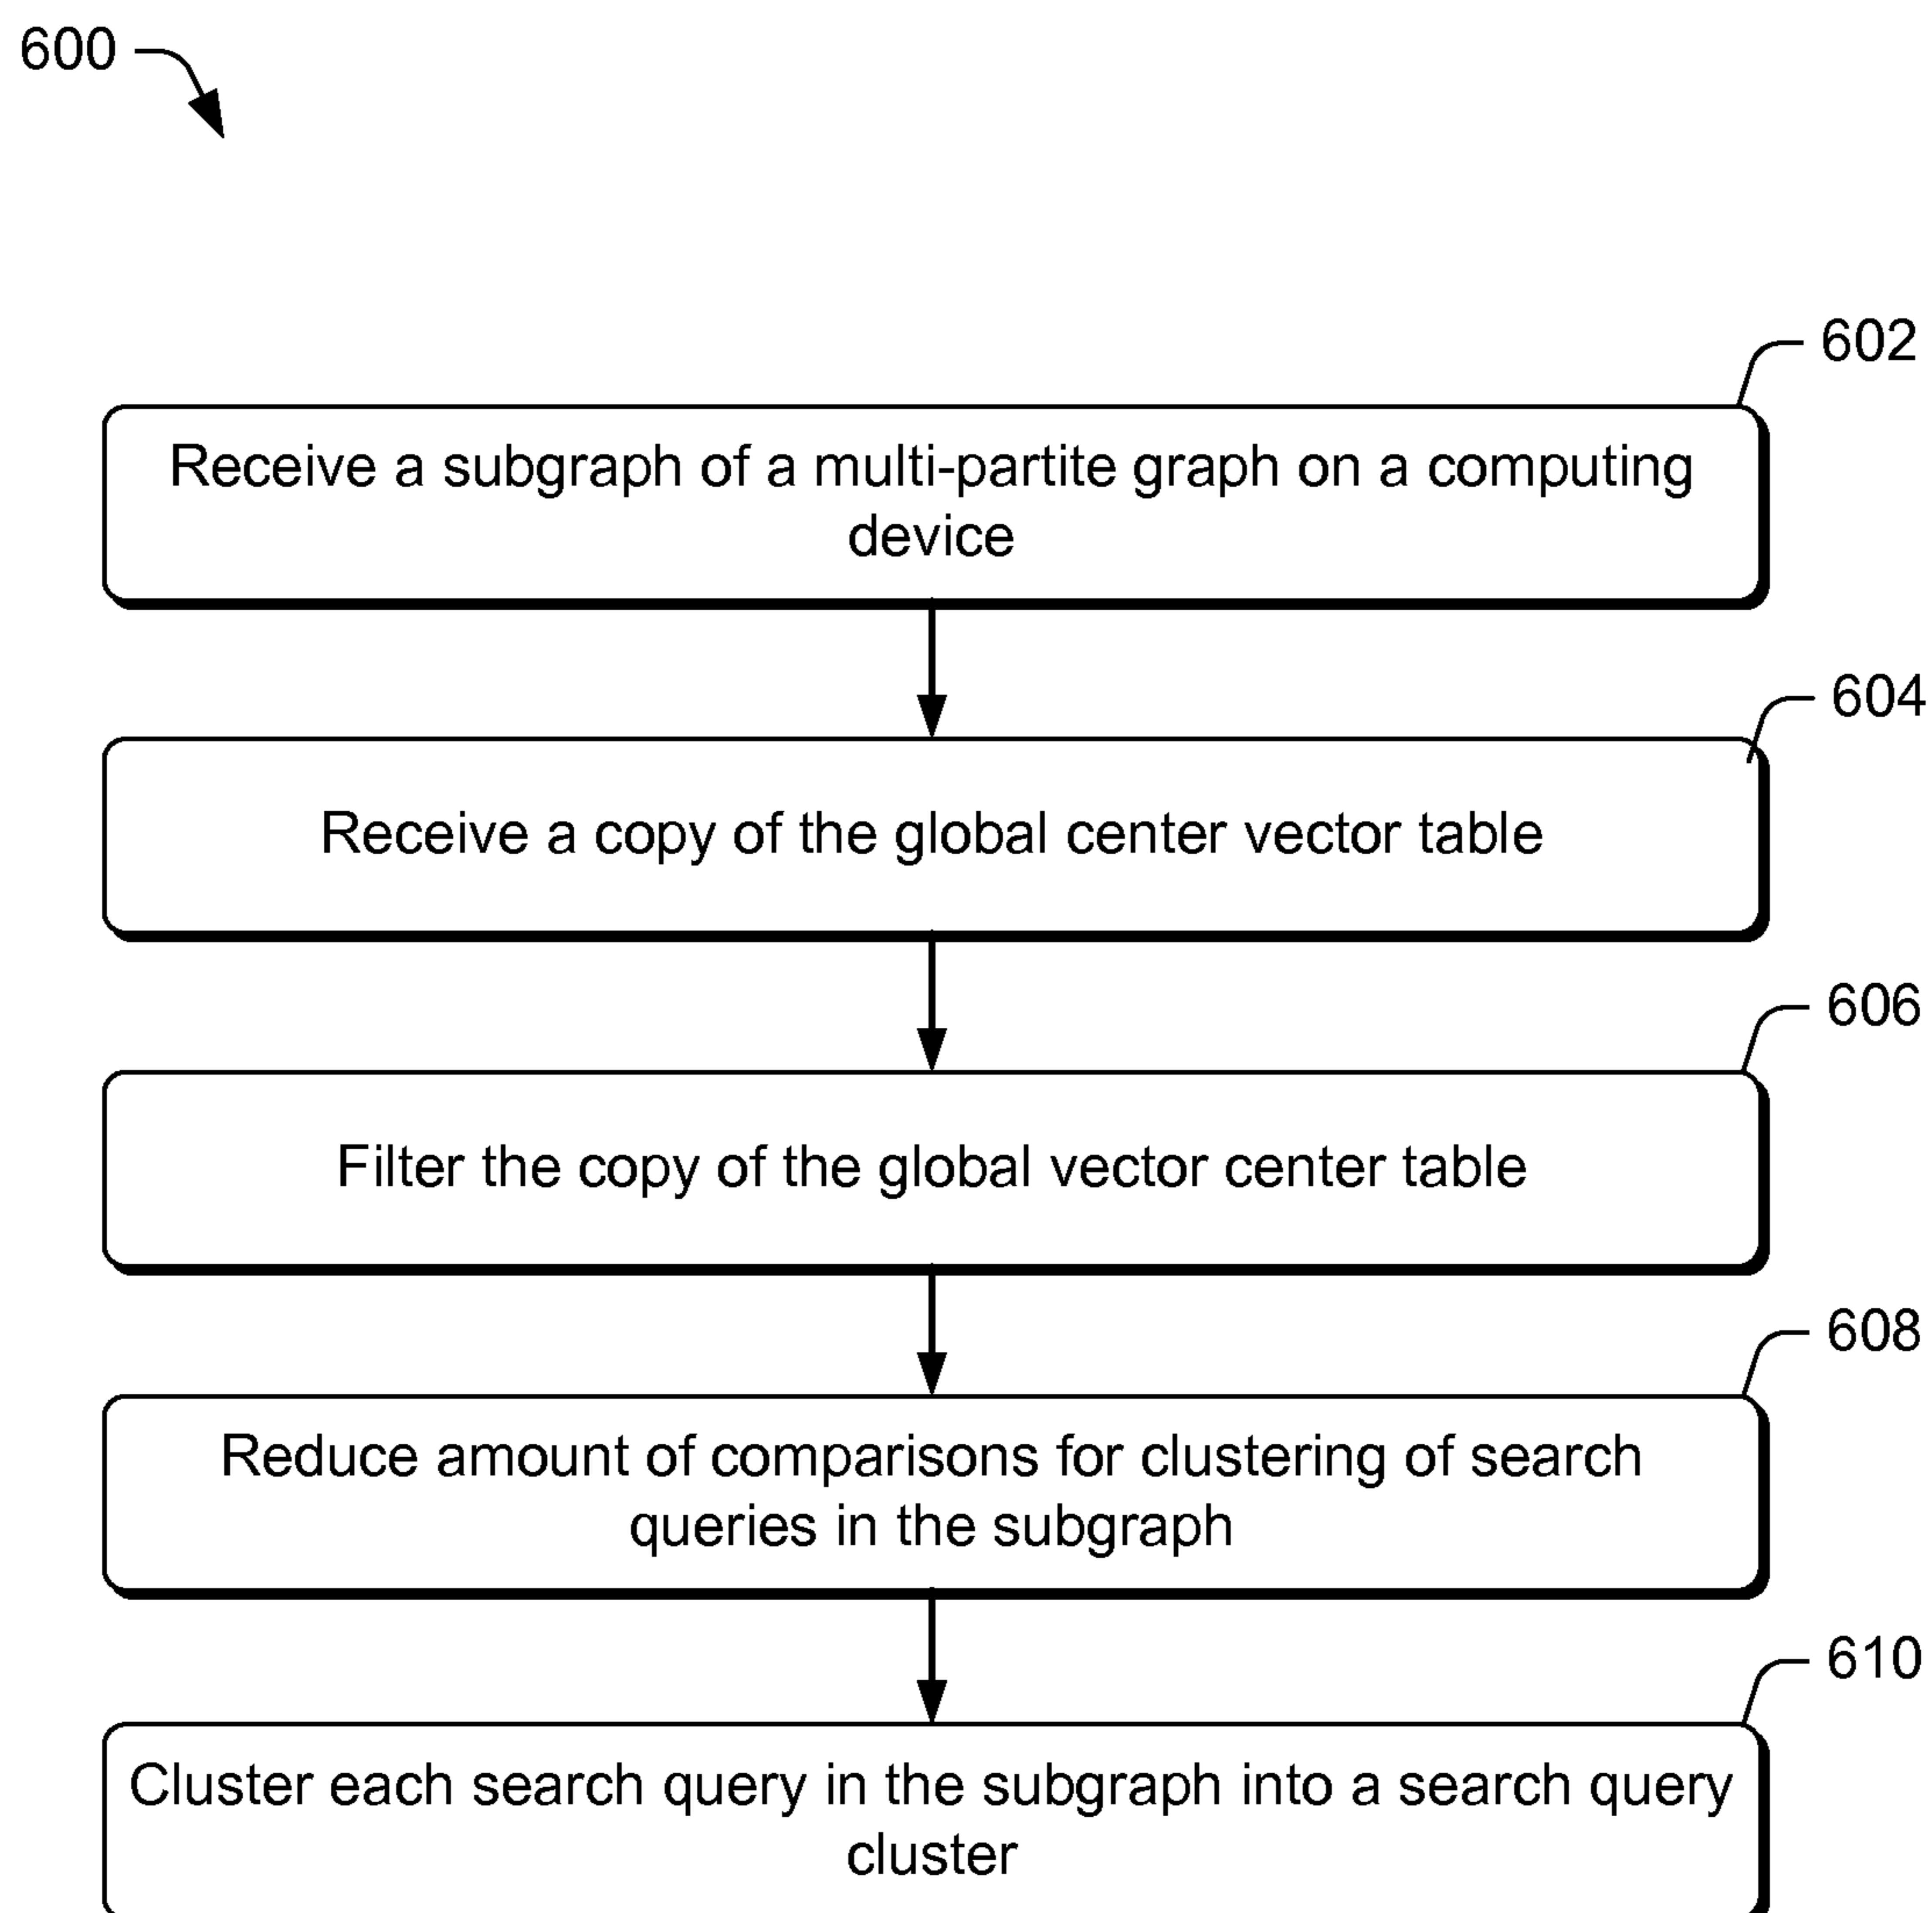 600
602
Receive a subgraph of a multi-partite graph on a computing
device
604
Receive a copy of the global center vector table
606
Filter the copy of the global vector center table
608
Reduce amount of comparisons for clustering of search
queries in the subgraph
610
Cluster each search query in the subgraph into a search query
cluster